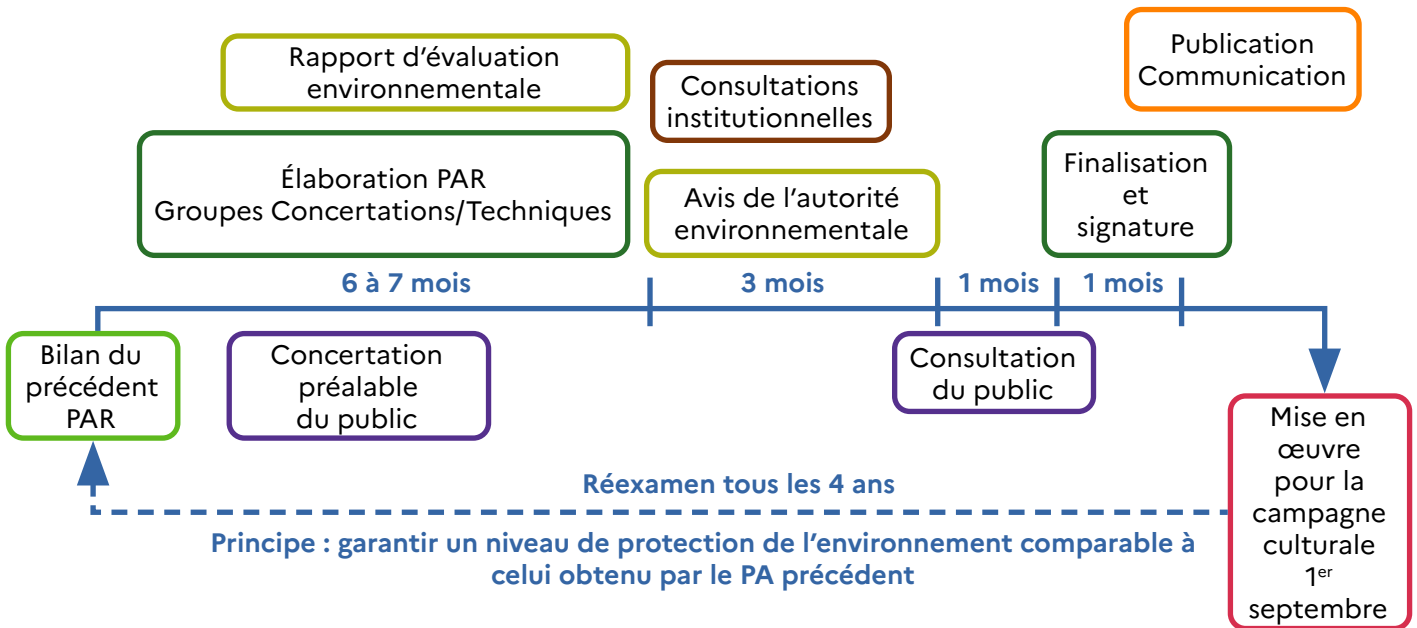 Rapport d’évaluation
environnementale
Consultations
institutionnelles
Publication
Communication
Élaboration PAR
Groupes Concertations/Techniques
Avis de l’autorité
environnementale
Finalisation
et
signature
6 à 7 mois
3 mois
1 mois
1 mois
Bilan du
précédent
PAR
Concertation
préalable
du public
Consultation
du public
Mise en
œuvre
pour la
campagne
culturale
1er
septembre
Réexamen tous les 4 ans
Principe : garantir un niveau de protection de l’environnement comparable à
celui obtenu par le PA précédent